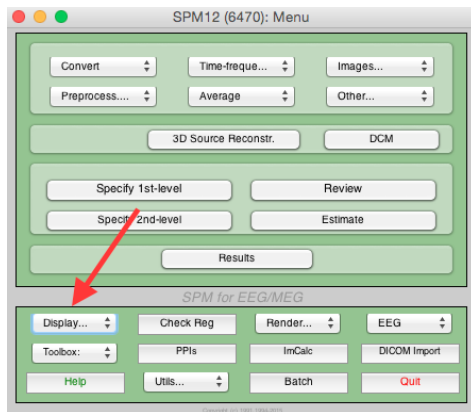 SPM12 (6470): Menu
Convert Time-freque... Images...
Preprocess.... Average Other...
3D Source Reconstr. DCM
Specify 1st-level Review
Specify 2nd-level Estimate
Results
SPM for EEG/MEG
Display... Check Reg Render... EEG
Toolbox: PPIs ImCalc DICOM Import
Help Utils... Batch Quit